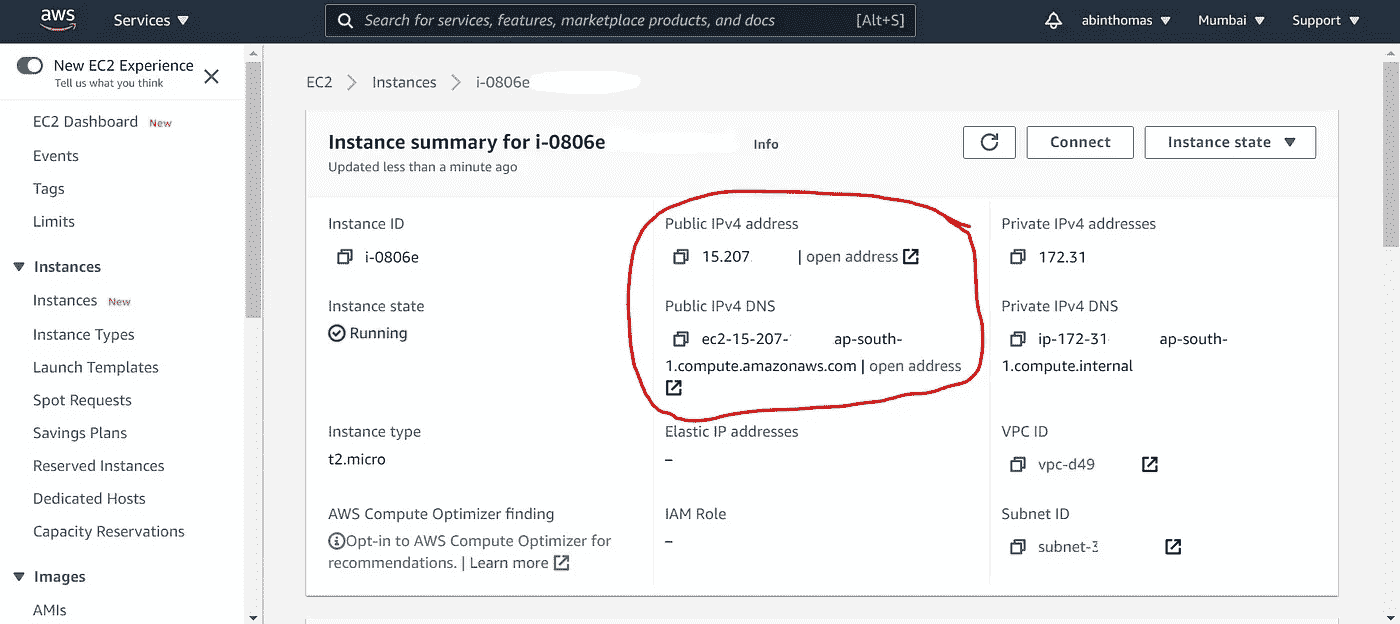 aws Services ▼ Search for services, features, marketplace products, and docs [Alt+S] abinthomas ▼ Mumbai ▼ Support ▼
New EC2 Experience
Tell us what you think
EC2 Dashboard New
Events
Tags
Limits
▼ Instances
Instances New
Instance Types
Launch Templates
Spot Requests
Savings Plans
Reserved Instances
Dedicated Hosts
Capacity Reservations
▼ Images
AMIs
EC2 > Instances > i-0806e
Instance summary for i-0806e Info
Updated less than a minute ago
Connect
Instance state ▼
Instance ID
i-0806e
Public IPv4 address
15.207 | open address
Private IPv4 addresses
172.31
Instance state
Running
Public IPv4 DNS
ec2-15-207- ap-south-
1.compute.amazonaws.com | open address
Private IPv4 DNS
ip-172-31 ap-south-
1.compute.internal
Instance type
t2.micro
Elastic IP addresses
–
VPC ID
vpc-d49
AWS Compute Optimizer finding
Opt-in to AWS Compute Optimizer for
recommendations. | Learn more
IAM Role
–
Subnet ID
subnet-3